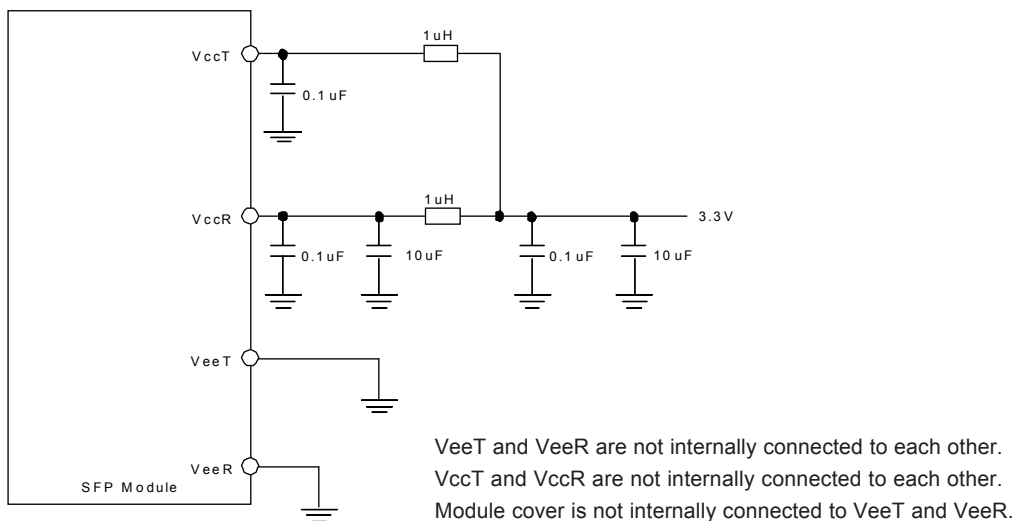 1uH
VccT
0.1uF
1uH
VccR
3.3V
0.1uF
10uF
0.1uF
10uF
VeeT
VeeR
SFP Module
VeeT and VeeR are not internally connected to each other.
VccT and VccR are not internally connected to each other.
Module cover is not internally connected to VeeT and VeeR.